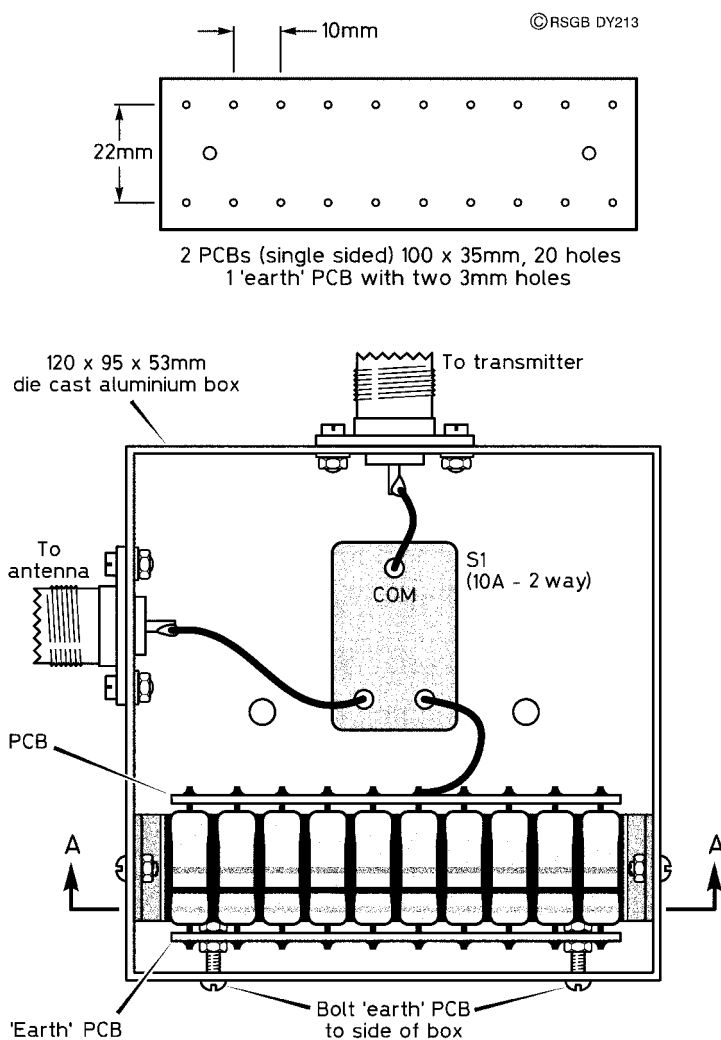 ©RSGB DY213
10mm
22mm
2 PCBs (single sided) 100 x 35mm, 20 holes
1 'earth' PCB with two 3mm holes
120 x 95 x 53mm
die cast aluminium box
To transmitter
To
antenna
S1
(10A - 2 way)
COM
PCB
A
A
'Earth' PCB
Bolt 'earth' PCB
to side of box